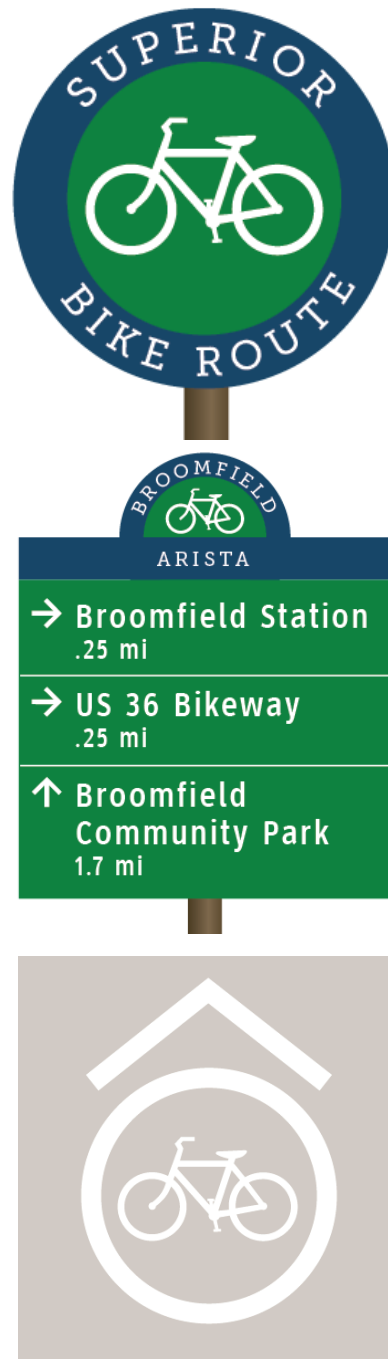 SUPERIOR
BIKE ROUTE
BROOMFIELD
ARISTA
→ Broomfield Station
.25 mi
→ US 36 Bikeway
.25 mi
↑ Broomfield
Community Park
1.7 mi